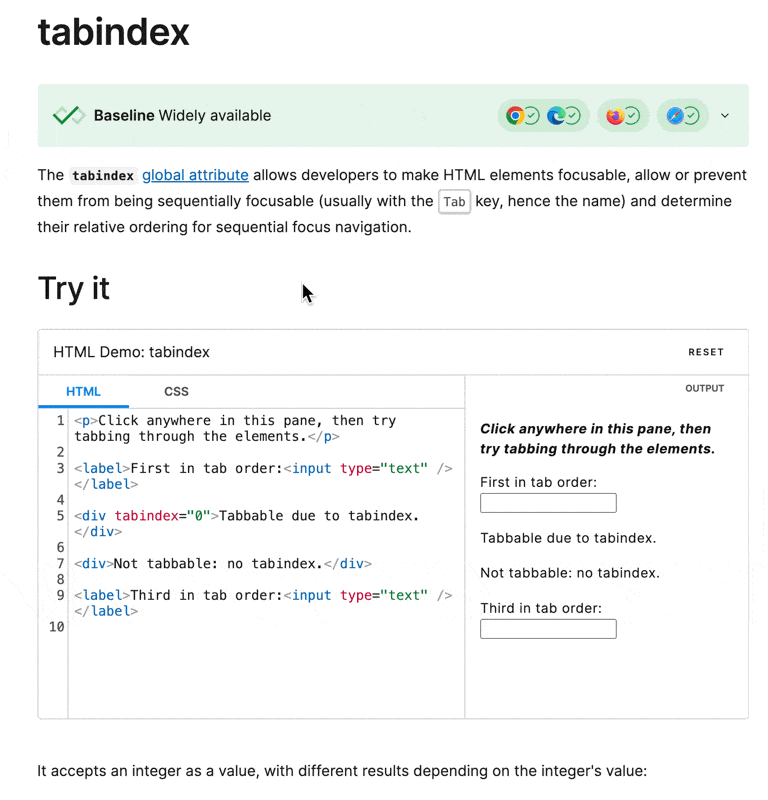 tabindex
Baseline Widely available
The tabindex global attribute allows developers to make HTML elements focusable, allow or prevent
them from being sequentially focusable (usually with the Tab key, hence the name) and determine
their relative ordering for sequential focus navigation.
Try it
HTML Demo: tabindex
RESET
HTML CSS
1 <p>Click anywhere in this pane, then try
tabbing through the elements.</p>
2
3 <label>First in tab order:<input type="text" />
</label>
4
5 <div tabindex="0">Tabbable due to tabindex.
</div>
6
7 <div>Not tabbable: no tabindex.</div>
8
9 <label>Third in tab order:<input type="text" />
</label>
10
OUTPUT
Click anywhere in this pane, then
try tabbing through the elements.
First in tab order:
Tabbable due to tabindex.
Not tabbable: no tabindex.
Third in tab order:
It accepts an integer as a value, with different results depending on the integer's value: